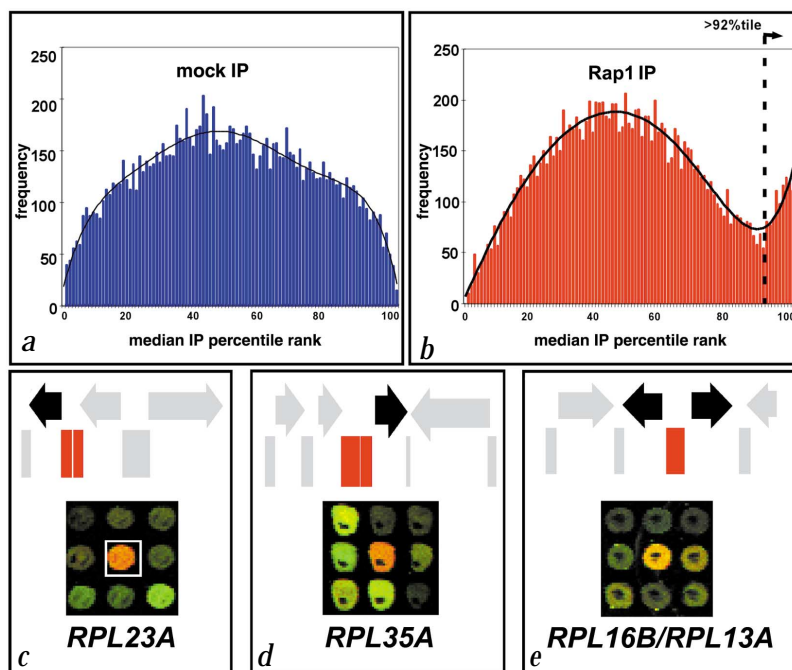 >92%tile
250
200
150
100
50
0
frequency
mock IP
0 20 40 60 80 100
median IP percentile rank
a
250
200
150
100
50
0
frequency
Rap1 IP
0 20 40 60 80 100
median IP percentile rank
b
c
RPL23A
d
RPL35A
e
RPL16B/RPL13A